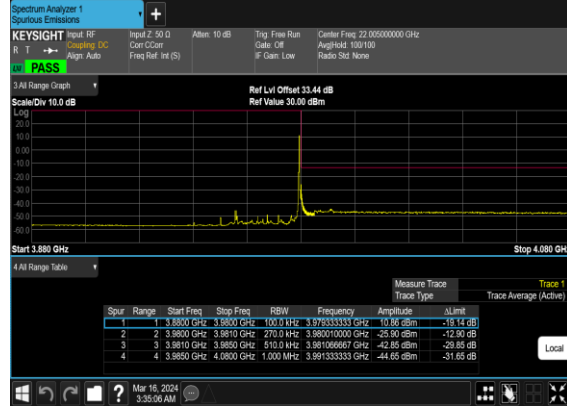 Spectrum Analyzer 1
Spurious Emissions
KEYSIGHT Input: RF Input Z: 50 Ω Atten: 10 dB Trig: Free Run Center Freq: 22.005000000 GHz
R T Coupling: DC Corr CCorr Gate: Off Avg|Hold: 100/100
Align: Auto Freq Ref: Int (S) IF Gain: Low Radio Std: None
LW PASS
3 All Range Graph
Ref Lvl Offset 33.44 dB
Scale/Div 10.0 dB Ref Value 30.00 dBm
Log
20.0
10.0
0.00
-10.0
-20.0
-30.0
-40.0
-50.0
-60.0
Start 3.880 GHz Stop 4.080 GHz
4 All Range Table
Measure Trace Trace 1
Trace Type Trace Average (Active)
Spur Range Start Freq Stop Freq RBW Frequency Amplitude ΔLimit
1 1 3.8800 GHz 3.9800 GHz 100.0 kHz 3.979333333 GHz 10.86 dBm -19.14 dB
2 2 3.9800 GHz 3.9810 GHz 270.0 kHz 3.980010000 GHz -25.90 dBm -12.90 dB
3 3 3.9810 GHz 3.9850 GHz 510.0 kHz 3.981066667 GHz -42.85 dBm -29.85 dB
4 4 3.9850 GHz 4.0800 GHz 1.000 MHz 3.991333333 GHz -44.65 dBm -31.65 dB
Local
? Mar 16, 2024
3:35:06 AM